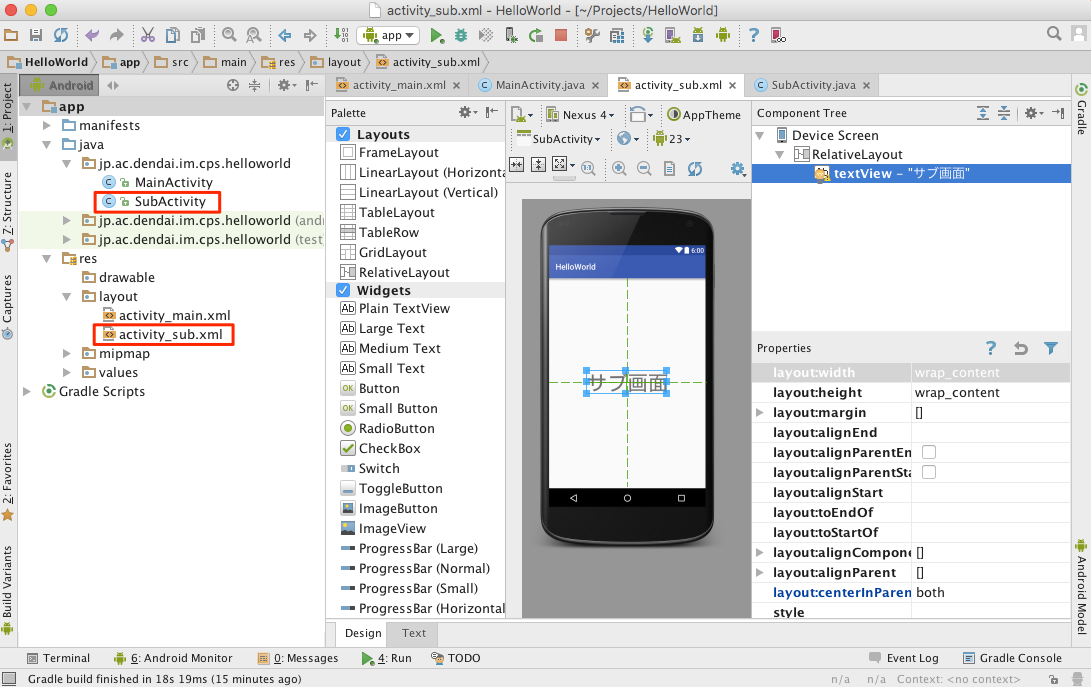 activity_sub.xml - HelloWorld - [~/Projects/HelloWorld]
app
HelloWorld app src main res layout activity_sub.xml
1: Project
7: Structure
Captures
2: Favorites
Build Variants
Android
app
manifests
java
jp.ac.dendai.im.cps.helloworld
MainActivity
SubActivity
jp.ac.dendai.im.cps.helloworld (and
jp.ac.dendai.im.cps.helloworld (test
res
drawable
layout
activity_main.xml
activity_sub.xml
mipmap
values
Gradle Scripts
activity_main.xml MainActivity.java activity_sub.xml SubActivity.java
Palette
Layouts
FrameLayout
LinearLayout (Horizonta
LinearLayout (Vertical)
TableLayout
TableRow
GridLayout
RelativeLayout
Widgets
Ab Plain TextView
Ab Large Text
Ab Medium Text
Ab Small Text
OK Button
OK Small Button
RadioButton
CheckBox
Switch
ToggleButton
ImageButton
ImageView
ProgressBar (Large)
ProgressBar (Normal)
ProgressBar (Small)
ProgressBar (Horizontal
Design Text
Nexus 4 AppTheme
SubActivity 23
6:00
HelloWorld
サブ画面
Component Tree
Device Screen
RelativeLayout
textView - "サブ画面"
Properties
layout:width wrap_content
layout:height wrap_content
layout:margin []
layout:alignEnd
layout:alignParentEn
layout:alignParentSta
layout:alignStart
layout:toEndOf
layout:toStartOf
layout:alignCompone []
layout:alignParent []
layout:centerInParen both
style
Gradle
Android Model
Terminal 6: Android Monitor 0: Messages 4: Run TODO Event Log Gradle Console
Gradle build finished in 18s 19ms (15 minutes ago) n/a n/a Context: <no context>